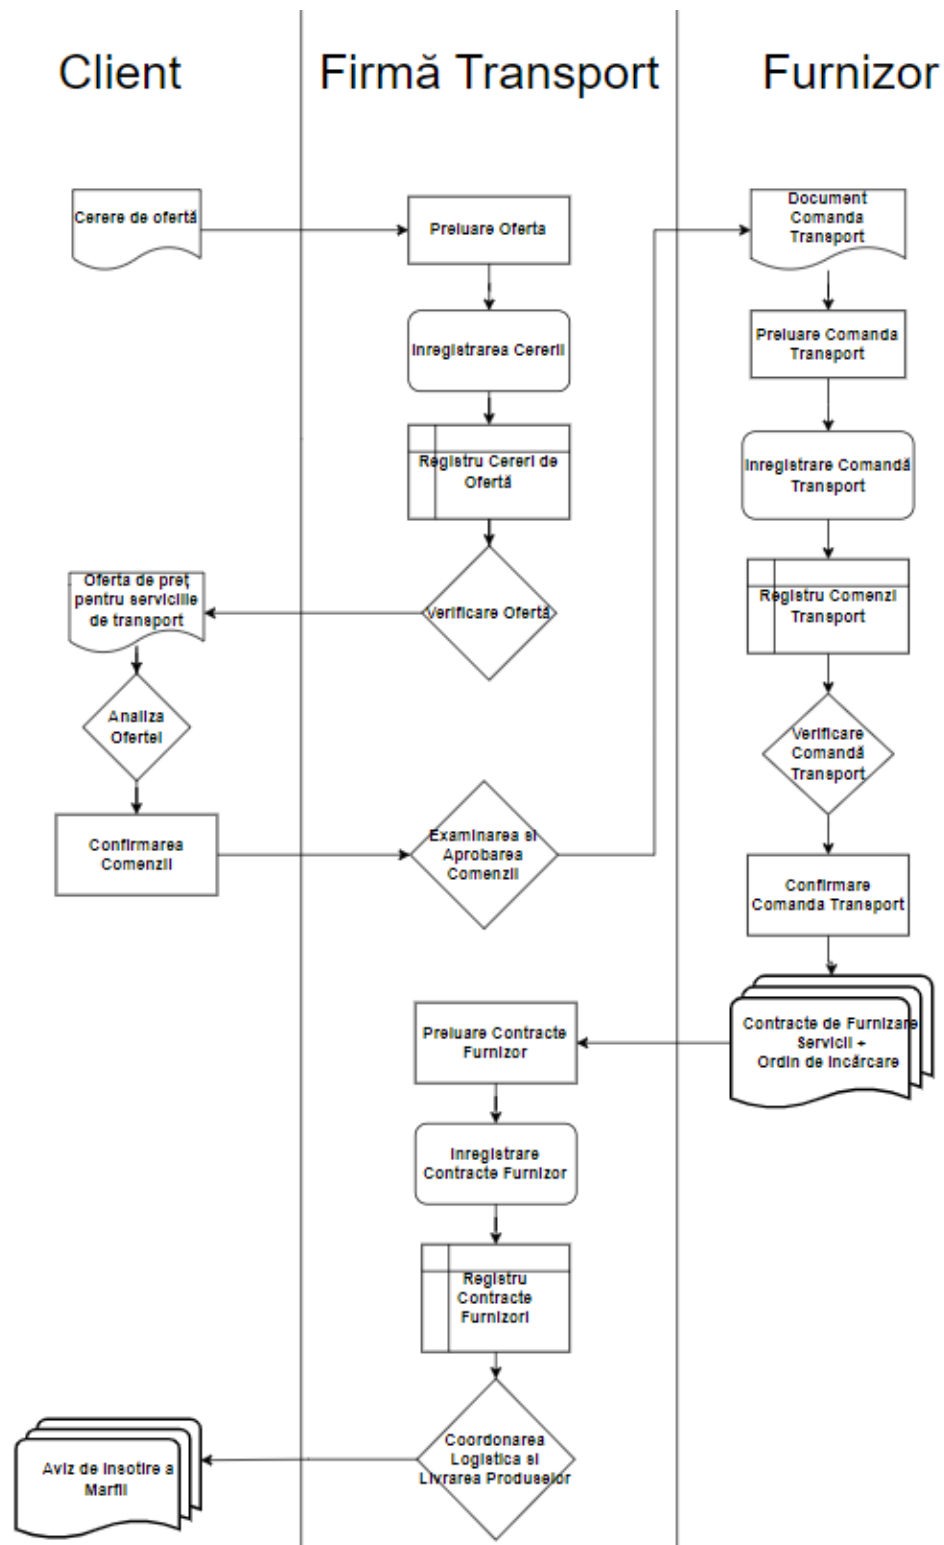 Client
Firmă Transport
Furnizor
Cerere de ofertă
Preluare Oferta
Inregistrarea Cererii
Registru Cereri de
Ofertă
Verificare Ofertă
Oferta de preț
pentru serviciile
de transport
Analiza
Ofertei
Confirmarea
Comenzii
Examinarea si
Aprobarea
Comenzii
Document
Comanda
Transport
Preluare Comanda
Transport
Inregistrare Comandă
Transport
Registru Comenzi
Transport
Verificare
Comandă
Transport
Confirmare
Comanda Transport
Contracte de Furnizare
Servicii +
Ordin de incărcare
Preluare Contracte
Furnizor
Inregistrare
Contracte Furnizor
Registru
Contracte
Furnizori
Coordonarea
Logistica si
Livrarea Produselor
Aviz de insotire a
Marfii